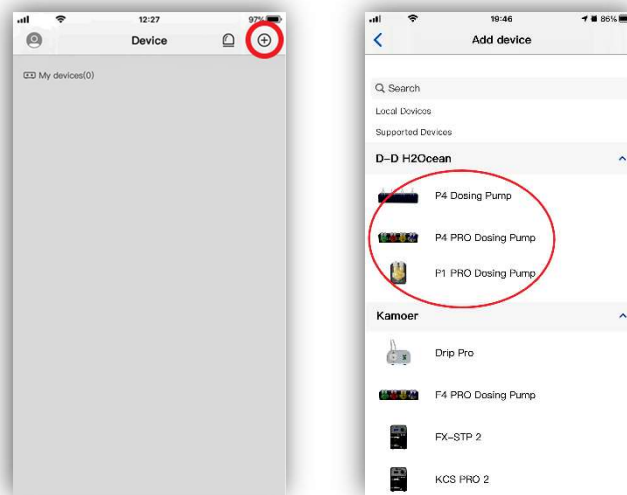 12:27
97%
Device
My devices(0)
19:46
86%
Add device
Search
Local Devices
Supported Devices
D-D H2Ocean
P4 Dosing Pump
P4 PRO Dosing Pump
P1 PRO Dosing Pump
Kamoer
Drip Pro
F4 PRO Dosing Pump
FX-STP 2
KCS PRO 2